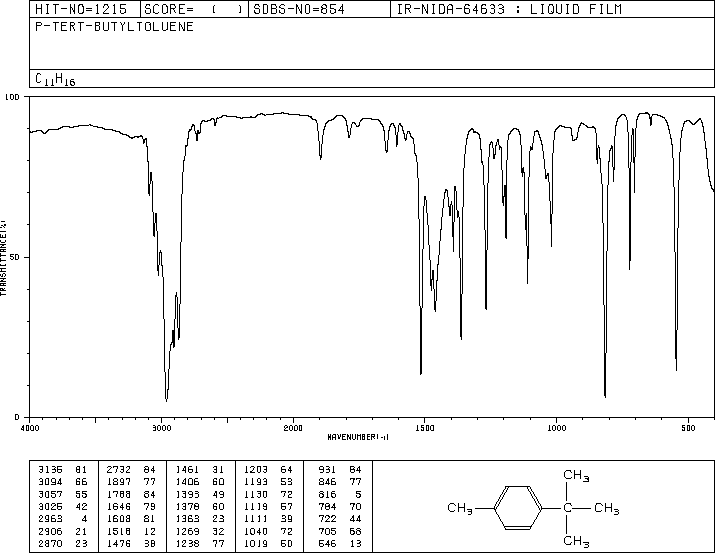 HIT-NO=1215 SCORE= ( ) SDBS-NO=854 IR-NIDA-64633 : LIQUID FILM
P-TERT-BUTYLTOLUENE
C11H16
100
50
0
TRANSMITTANCE(%)
4000 3000 2000 1500 1000 500
WAVENUMBER(-1)
3136 81 2732 84 1461 31 1203 64 931 84
3094 66 1897 77 1406 60 1193 53 846 77
3057 55 1788 84 1393 49 1130 72 816 5
3025 42 1646 79 1378 60 1119 57 784 70
2963 4 1608 81 1363 23 1111 39 722 44
2906 21 1518 12 1269 32 1040 72 705 68
2870 23 1476 38 1238 77 1019 50 546 13
CH3
CH3 C CH3
CH3